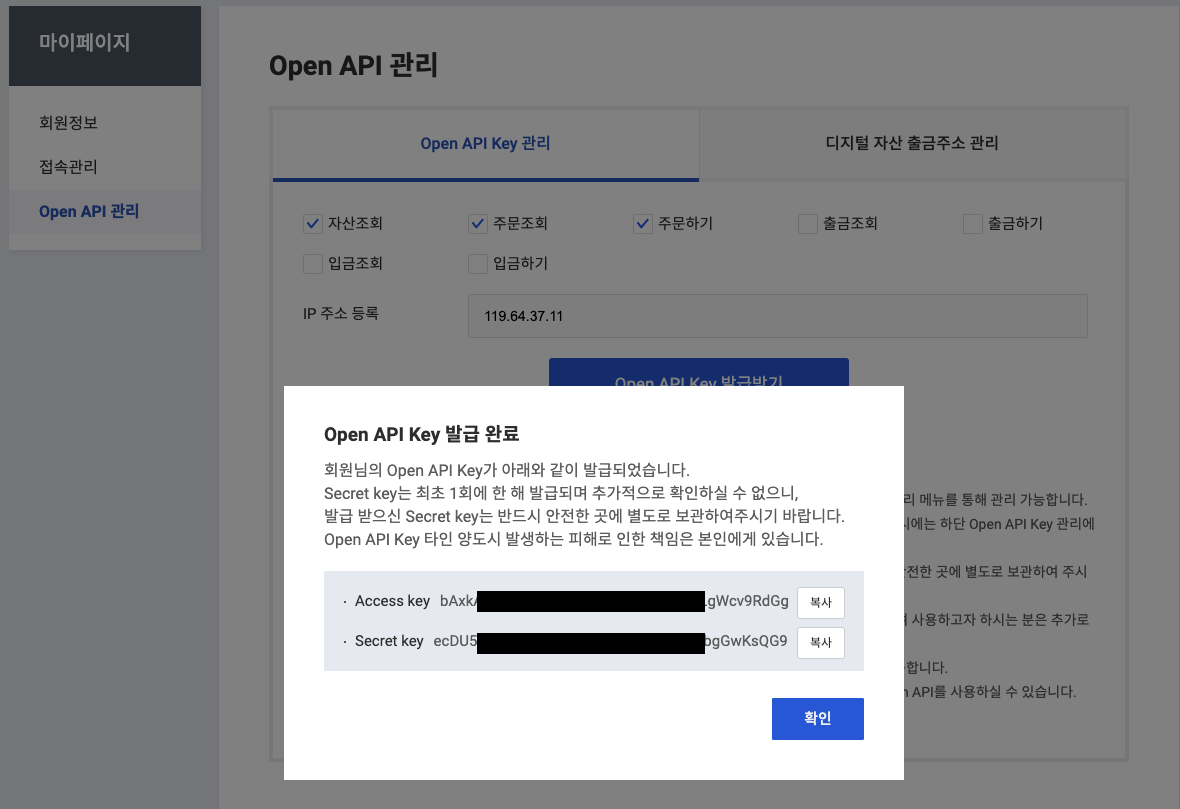 마이페이지
회원정보
접속관리
Open API 관리
Open API 관리
Open API Key 관리
디지털 자산 출금주소 관리
자산조회 주문조회 주문하기 출금조회 출금하기
입금조회 입금하기
IP 주소 등록 119.64.37.11
Open API Key 발급받기
Open API Key 발급 완료
회원님의 Open API Key가 아래와 같이 발급되었습니다.
Secret key는 최초 1회에 한 해 발급되며 추가적으로 확인하실 수 없으니,
발급 받으신 Secret key는 반드시 안전한 곳에 별도로 보관하여주시기 바랍니다.
Open API Key 타인 양도시 발생하는 피해로 인한 책임은 본인에게 있습니다.
· Access key bAxkA gWcv9RdGg 복사
· Secret key ecDU5 ogGwKsQG9 복사
확인
리 메뉴를 통해 관리 가능합니다.
시에는 하단 Open API Key 관리에
안전한 곳에 별도로 보관하여 주시
사용하고자 하시는 분은 추가로
합니다.
API를 사용하실 수 있습니다.